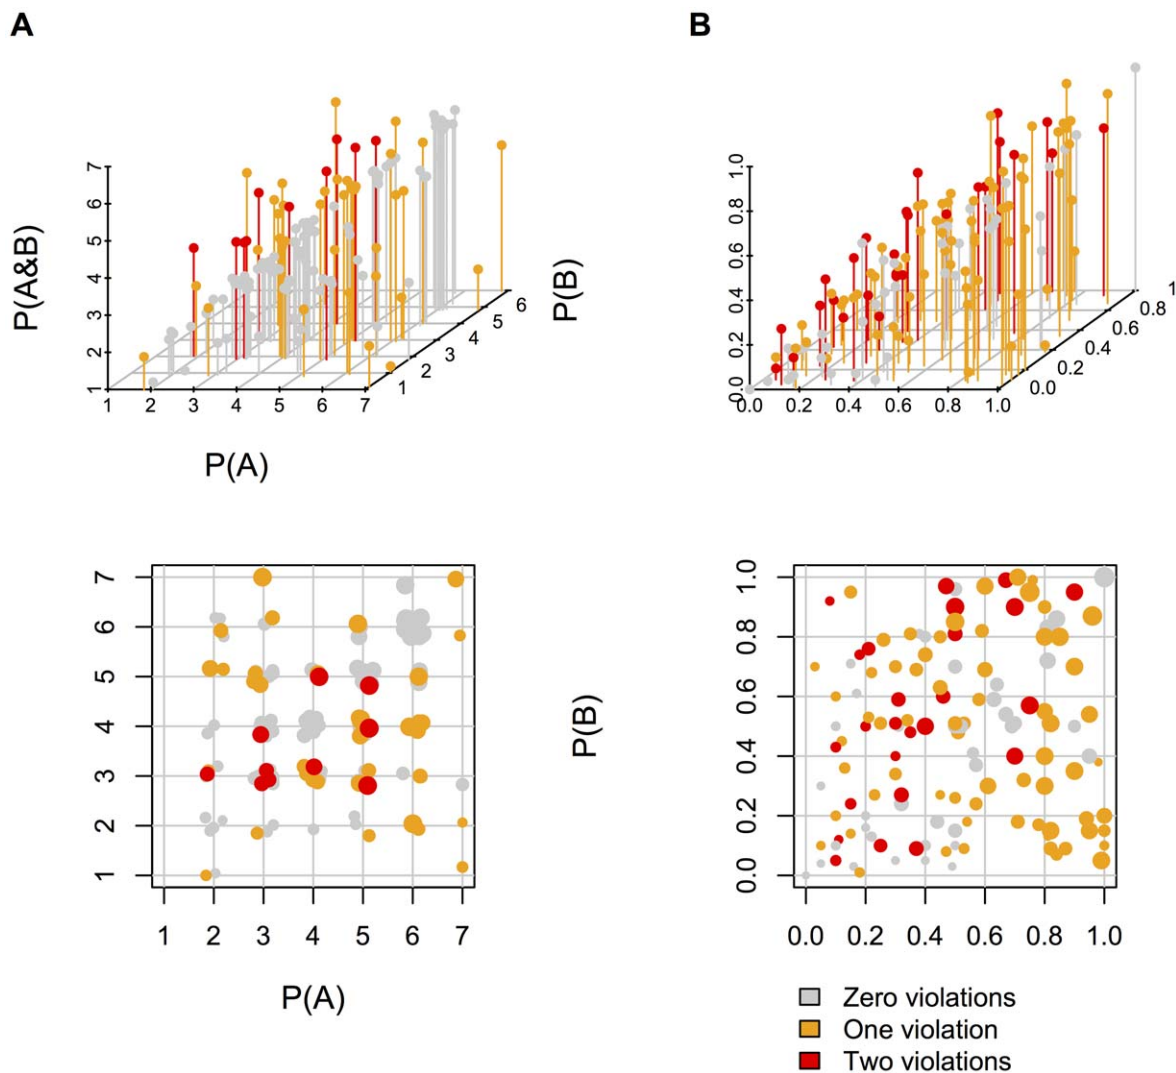 A
7
6
5
4
3
2
1
P(A&B)
1 2 3 4 5 6 7
1 2 3 4 5 6
P(A)
B
1.0
0.8
0.6
0.4
0.2
0.0
P(B)
0.0 0.2 0.4 0.6 0.8 1.0
0.0 0.2 0.4 0.6 0.8 1
7
6
5
4
3
2
1
1 2 3 4 5 6 7
P(A)
P(B)
1.0
0.8
0.6
0.4
0.2
0.0
0.0 0.2 0.4 0.6 0.8 1.0
Zero violations
One violation
Two violations